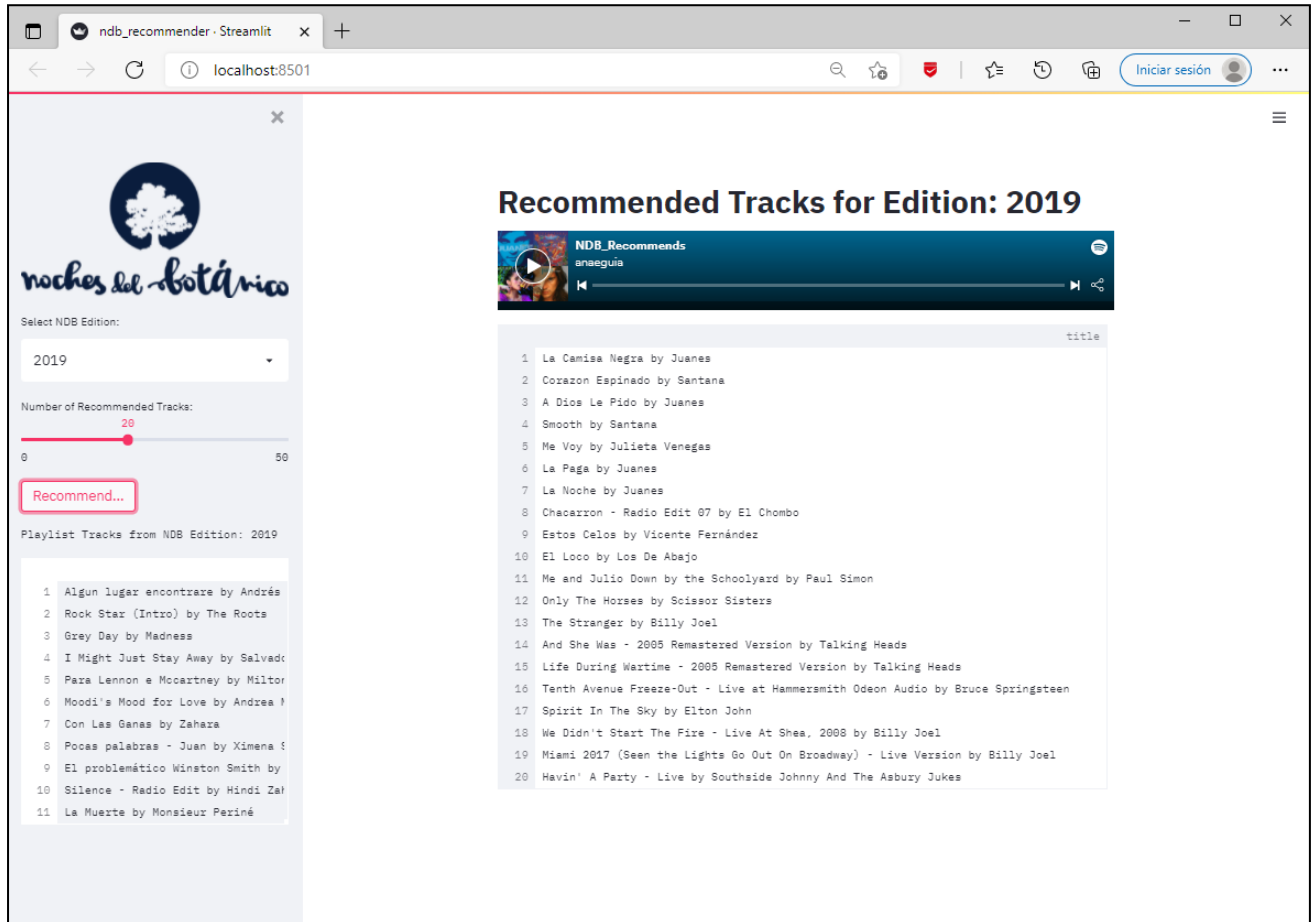 ndb_recommender · Streamlit
localhost:8501
Iniciar sesión
noches del botánico
Select NDB Edition:
2019
Number of Recommended Tracks:
20
0 50
Recommend...
Playlist Tracks from NDB Edition: 2019
1 Algun lugar encontrare by Andrés
2 Rock Star (Intro) by The Roots
3 Grey Day by Madness
4 I Might Just Stay Away by Salvado
5 Para Lennon e Mccartney by Milton
6 Moodi's Mood for Love by Andrea M
7 Con Las Ganas by Zahara
8 Pocas palabras - Juan by Ximena S
9 El problemático Winston Smith by
10 Silence - Radio Edit by Hindi Zah
11 La Muerte by Monsieur Periné
Recommended Tracks for Edition: 2019
NDB_Recommends
anaeguia
title
1 La Camisa Negra by Juanes
2 Corazon Espinado by Santana
3 A Dios Le Pido by Juanes
4 Smooth by Santana
5 Me Voy by Julieta Venegas
6 La Paga by Juanes
7 La Noche by Juanes
8 Chacarron - Radio Edit 07 by El Chombo
9 Estos Celos by Vicente Fernández
10 El Loco by Los De Abajo
11 Me and Julio Down by the Schoolyard by Paul Simon
12 Only The Horses by Scissor Sisters
13 The Stranger by Billy Joel
14 And She Was - 2005 Remastered Version by Talking Heads
15 Life During Wartime - 2005 Remastered Version by Talking Heads
16 Tenth Avenue Freeze-Out - Live at Hammersmith Odeon Audio by Bruce Springsteen
17 Spirit In The Sky by Elton John
18 We Didn't Start The Fire - Live At Shea, 2008 by Billy Joel
19 Miami 2017 (Seen the Lights Go Out On Broadway) - Live Version by Billy Joel
20 Havin' A Party - Live by Southside Johnny And The Asbury Jukes